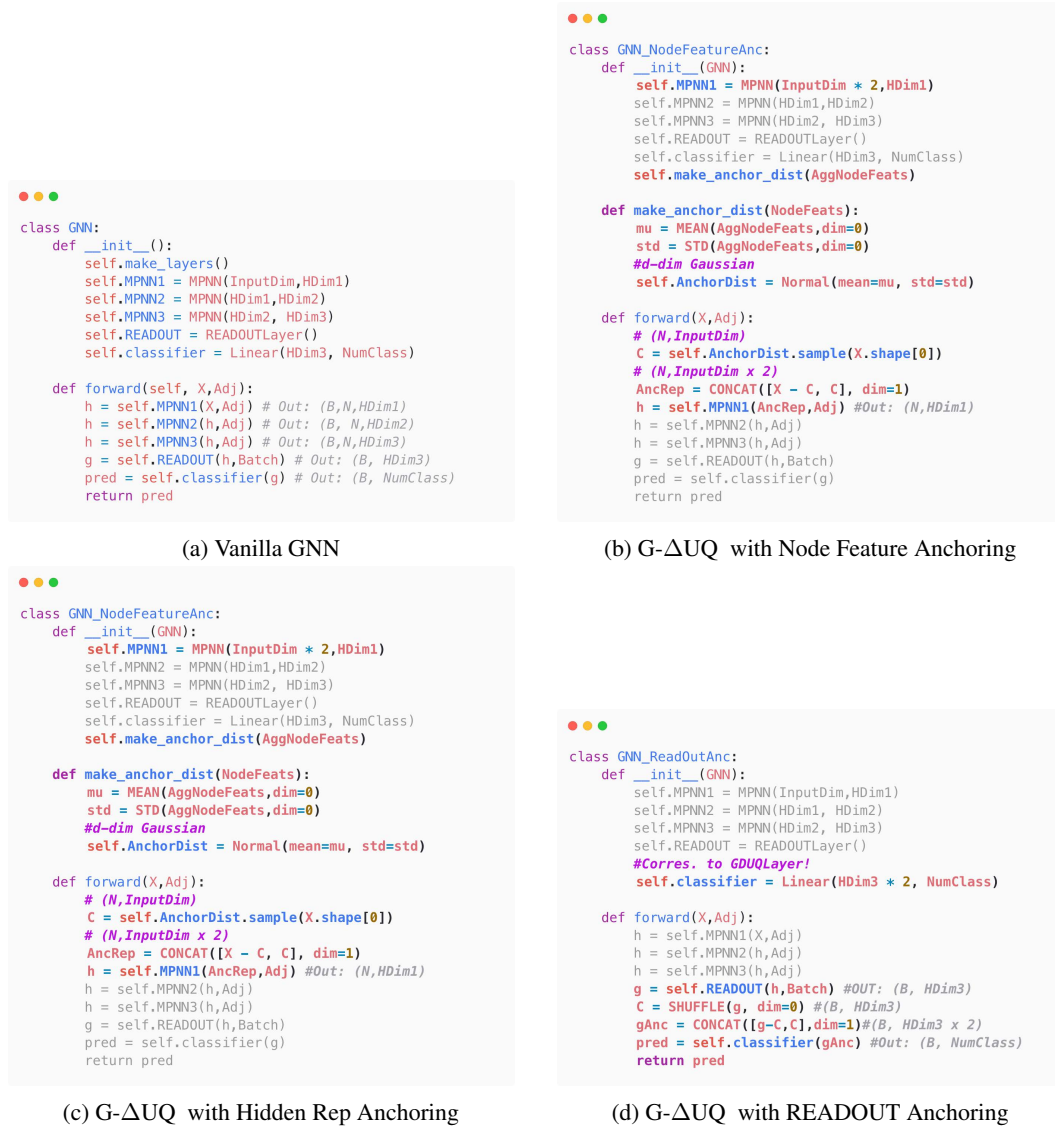 class GNN:
    def __init__():
        self.make_layers()
        self.MPNN1 = MPNN(InputDim,HDim1)
        self.MPNN2 = MPNN(HDim1,HDim2)
        self.MPNN3 = MPNN(HDim2, HDim3)
        self.READOUT = READOUTLayer()
        self.classifier = Linear(HDim3, NumClass)
    def forward(self, X,Adj):
        h = self.MPNN1(X,Adj) # Out: (B,N,HDim1)
        h = self.MPNN2(h,Adj) # Out: (B, N,HDim2)
        h = self.MPNN3(h,Adj) # Out: (B,N,HDim3)
        g = self.READOUT(h,Batch) # Out: (B, HDim3)
        pred = self.classifier(g) # Out: (B, NumClass)
        return pred
(a) Vanilla GNN
class GNN_NodeFeatureAnc:
    def __init__(GNN):
        self.MPNN1 = MPNN(InputDim * 2,HDim1)
        self.MPNN2 = MPNN(HDim1,HDim2)
        self.MPNN3 = MPNN(HDim2, HDim3)
        self.READOUT = READOUTLayer()
        self.classifier = Linear(HDim3, NumClass)
        self.make_anchor_dist(AggNodeFeats)
    def make_anchor_dist(NodeFeats):
        mu = MEAN(AggNodeFeats,dim=0)
        std = STD(AggNodeFeats,dim=0)
        #d-dim Gaussian
        self.AnchorDist = Normal(mean=mu, std=std)
    def forward(X,Adj):
        # (N,InputDim)
        C = self.AnchorDist.sample(X.shape[0])
        # (N,InputDim x 2)
        AncRep = CONCAT([X - C, C], dim=1)
        h = self.MPNN1(AncRep,Adj) #Out: (N,HDim1)
        h = self.MPNN2(h,Adj)
        h = self.MPNN3(h,Adj)
        g = self.READOUT(h,Batch)
        pred = self.classifier(g)
        return pred
(b) G-ΔUQ with Node Feature Anchoring
class GNN_NodeFeatureAnc:
    def __init__(GNN):
        self.MPNN1 = MPNN(InputDim * 2,HDim1)
        self.MPNN2 = MPNN(HDim1,HDim2)
        self.MPNN3 = MPNN(HDim2, HDim3)
        self.READOUT = READOUTLayer()
        self.classifier = Linear(HDim3, NumClass)
        self.make_anchor_dist(AggNodeFeats)
    def make_anchor_dist(NodeFeats):
        mu = MEAN(AggNodeFeats,dim=0)
        std = STD(AggNodeFeats,dim=0)
        #d-dim Gaussian
        self.AnchorDist = Normal(mean=mu, std=std)
    def forward(X,Adj):
        # (N,InputDim)
        C = self.AnchorDist.sample(X.shape[0])
        # (N,InputDim x 2)
        AncRep = CONCAT([X - C, C], dim=1)
        h = self.MPNN1(AncRep,Adj) #Out: (N,HDim1)
        h = self.MPNN2(h,Adj)
        h = self.MPNN3(h,Adj)
        g = self.READOUT(h,Batch)
        pred = self.classifier(g)
        return pred
(c) G-ΔUQ with Hidden Rep Anchoring
class GNN_ReadOutAnc:
    def __init__(GNN):
        self.MPNN1 = MPNN(InputDim,HDim1)
        self.MPNN2 = MPNN(HDim1, HDim2)
        self.MPNN3 = MPNN(HDim2, HDim3)
        self.READOUT = READOUTLayer()
        #Corres. to GDUQLayer!
        self.classifier = Linear(HDim3 * 2, NumClass)
    def forward(X,Adj):
        h = self.MPNN1(X,Adj)
        h = self.MPNN2(h,Adj)
        h = self.MPNN3(h,Adj)
        g = self.READOUT(h,Batch) #OUT: (B, HDim3)
        C = SHUFFLE(g, dim=0) #(B, HDim3)
        gAnc = CONCAT([g-C,C],dim=1)#(B, HDim3 x 2)
        pred = self.classifier(gAnc) #Out: (B, NumClass)
        return pred
(d) G-ΔUQ with READOUT Anchoring